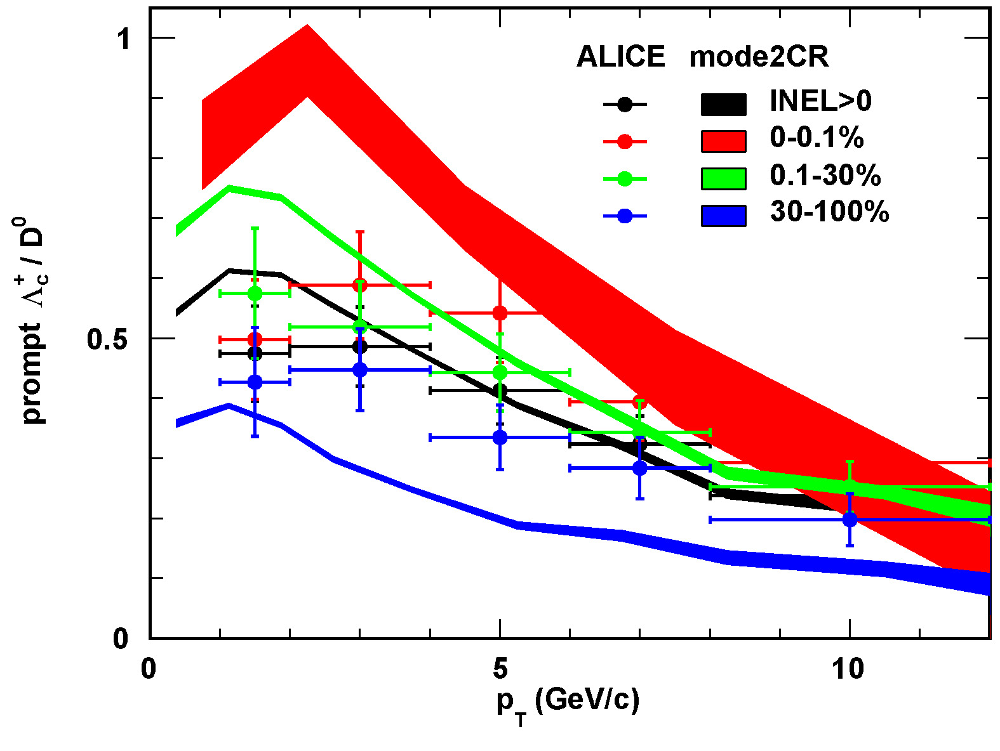 1
0.5
0
0
5
10
prompt Λc+ / D0
pT (GeV/c)
ALICE mode2CR
INEL>0
0-0.1%
0.1-30%
30-100%